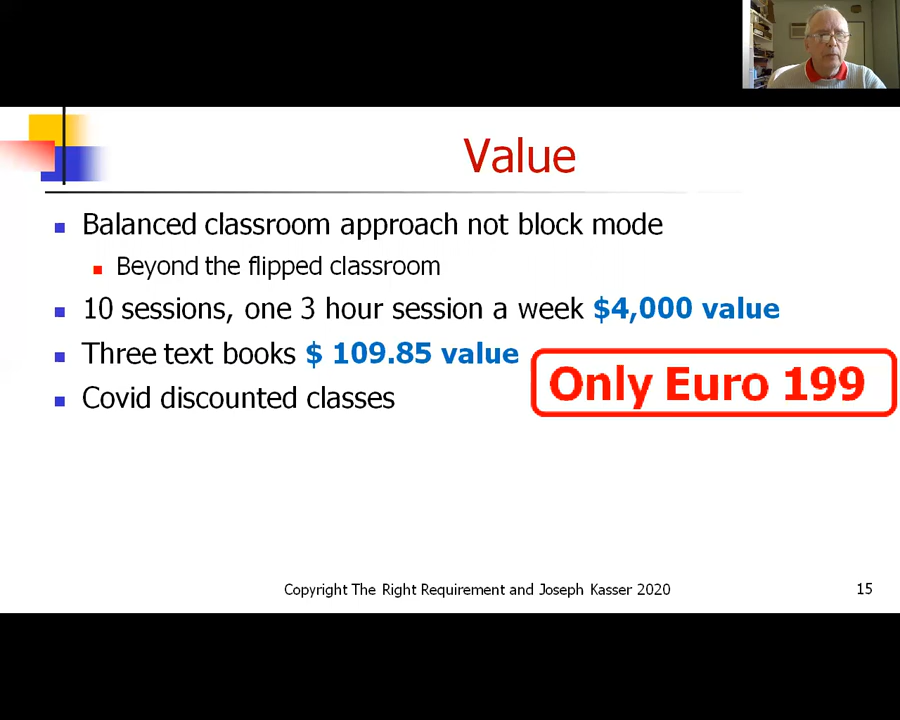 Value
Balanced classroom approach not block mode
Beyond the flipped classroom
10 sessions, one 3 hour session a week $4,000 value
Three text books $ 109.85 value
Only Euro 199
Covid discounted classes
Copyright The Right Requirement and Joseph Kasser 2020
15